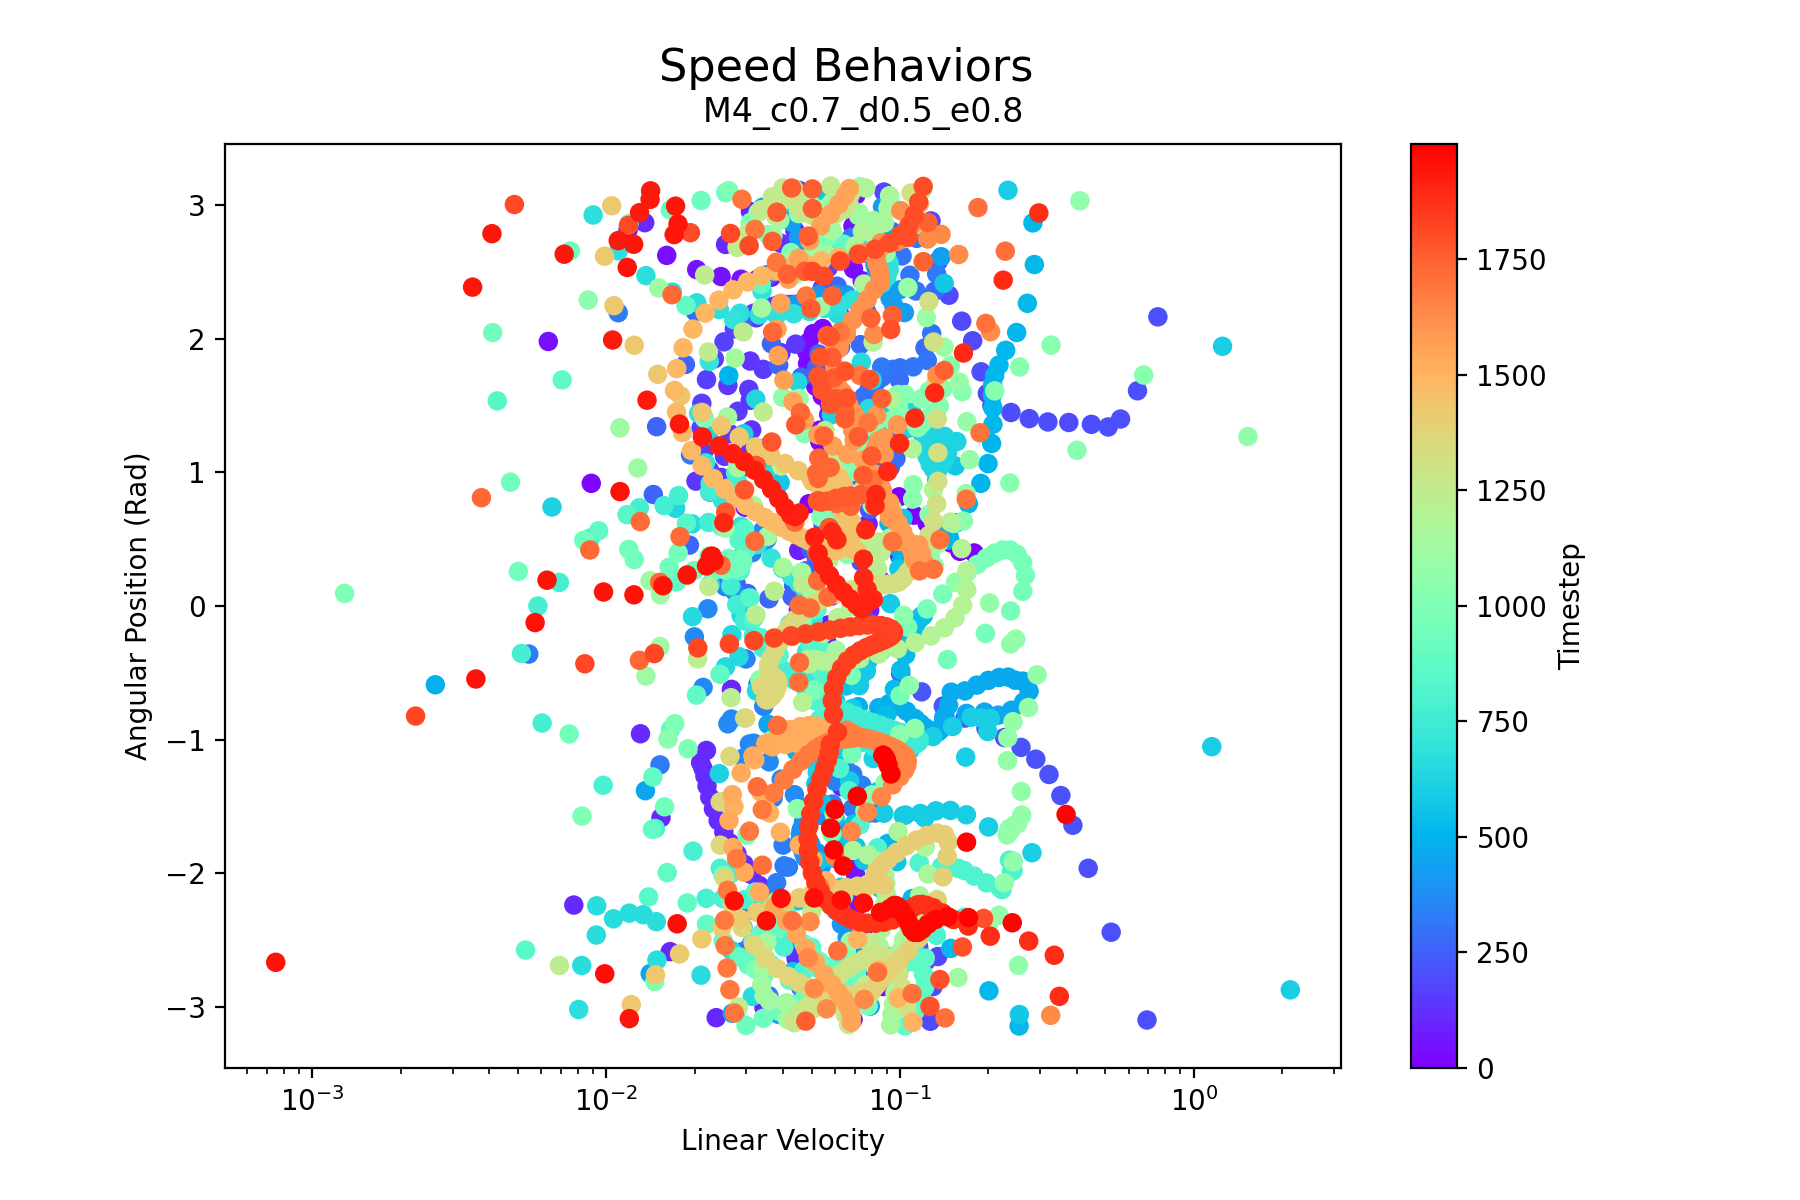 Speed Behaviors
M4_c0.7_d0.5_e0.8
3
2
1
0
−1
−2
−3
Angular Position (Rad)
10⁻³ 10⁻² 10⁻¹ 10⁰
Linear Velocity
1750
1500
1250
1000
750
500
250
0
Timestep